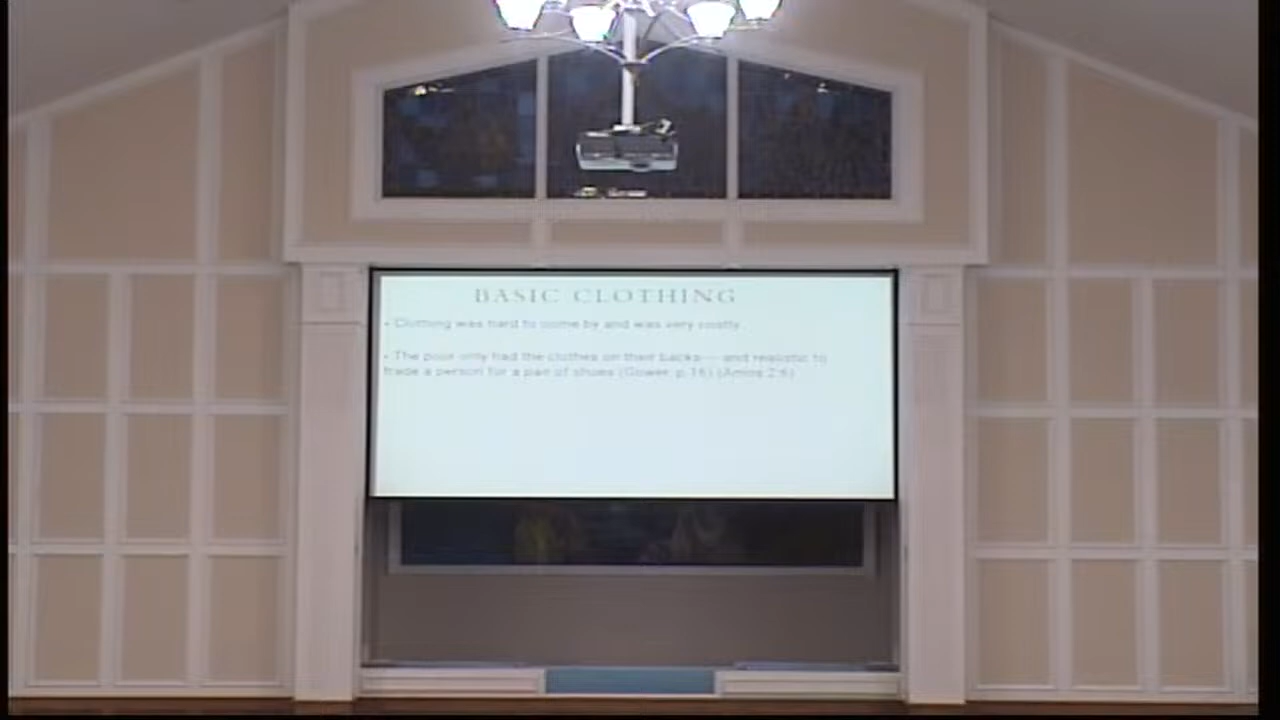 BASIC CLOTHING
• Clothing was hard to come by and was very costly.
• The poor only had the clothes on their backs— and realistic to
trade a person for a pair of shoes (Gower, p.16) (Amos 2:6)